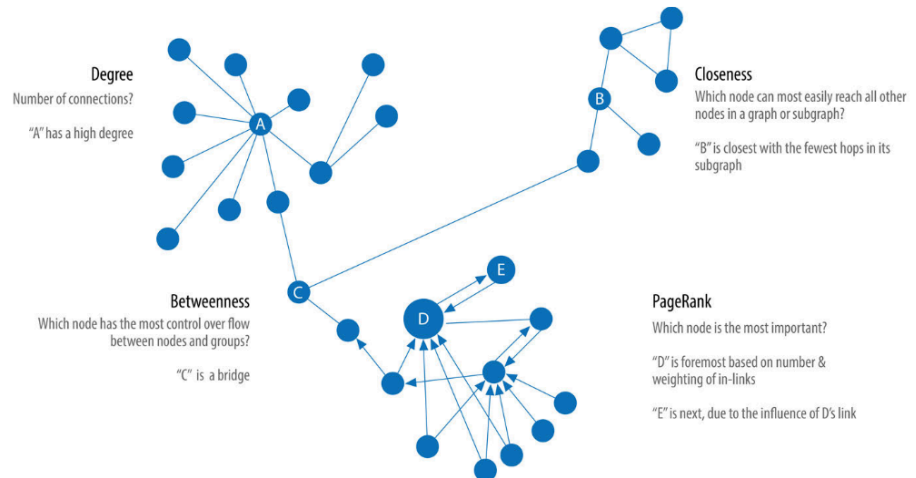 Degree
Number of connections?
“A” has a high degree
A
B
Closeness
Which node can most easily reach all other
nodes in a graph or subgraph?
“B” is closest with the fewest hops in its
subgraph
Betweenness
Which node has the most control over flow
between nodes and groups?
“C” is a bridge
C
D
E
PageRank
Which node is the most important?
“D” is foremost based on number &
weighting of in-links
“E” is next, due to the influence of D’s link